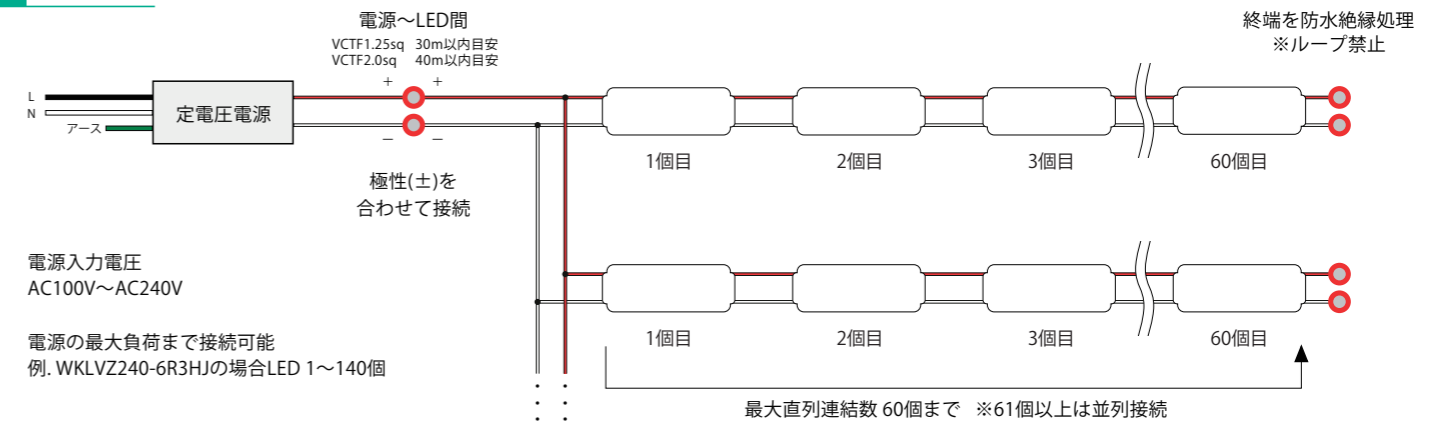 電源～LED間
VCTF1.25sq 30m以内目安
VCTF2.0sq 40m以内目安
＋ ＋
－ －
L
N
アース
定電圧電源
極性(±)を
合わせて接続
終端を防水絶縁処理
※ループ禁止
1個目 2個目 3個目 60個目
電源入力電圧
AC100V～AC240V
電源の最大負荷まで接続可能
例. WKLVZ240-6R3HJの場合LED 1～140個
1個目 2個目 3個目 60個目
最大直列連結数 60個まで ※61個以上は並列接続